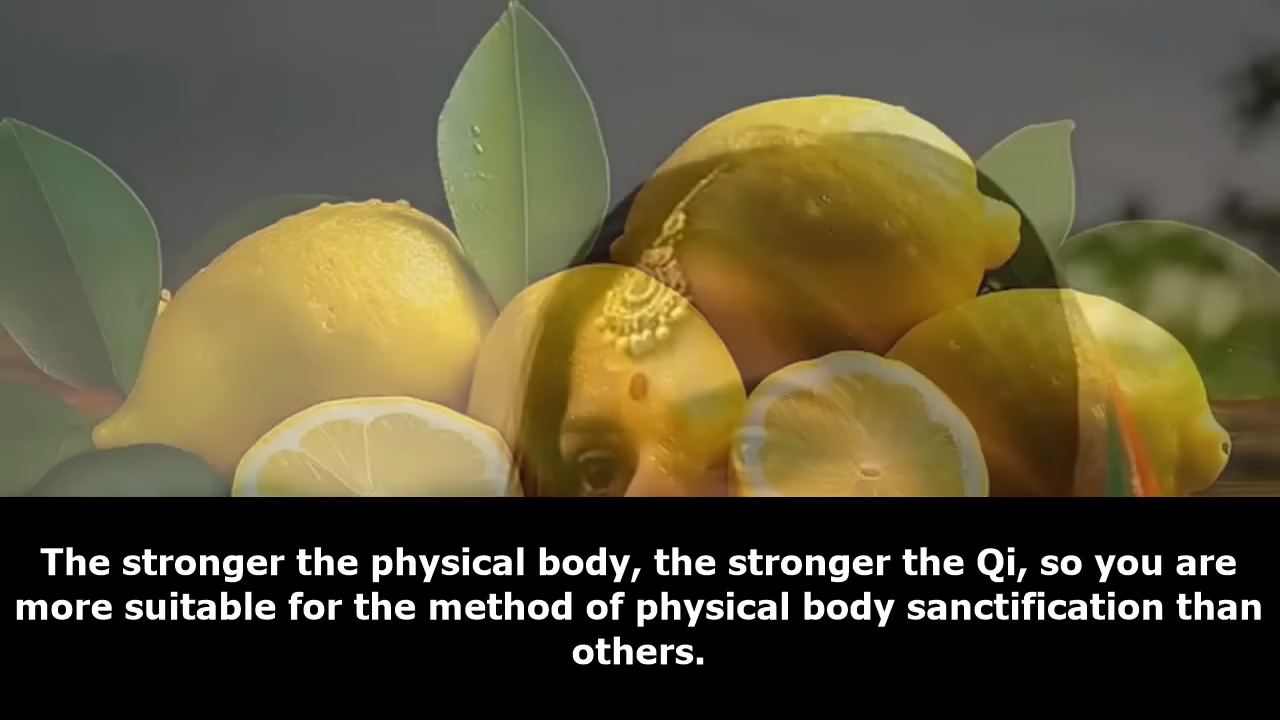 The stronger the physical body, the stronger the Qi, so you are
more suitable for the method of physical body sanctification than
others.